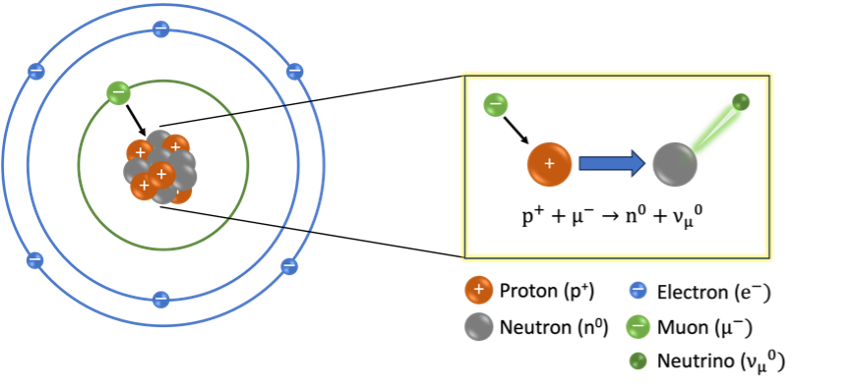 p⁺ + μ⁻ → n⁰ + ν_μ⁰
Proton (p⁺)
Electron (e⁻)
Neutron (n⁰)
Muon (μ⁻)
Neutrino (ν_μ⁰)